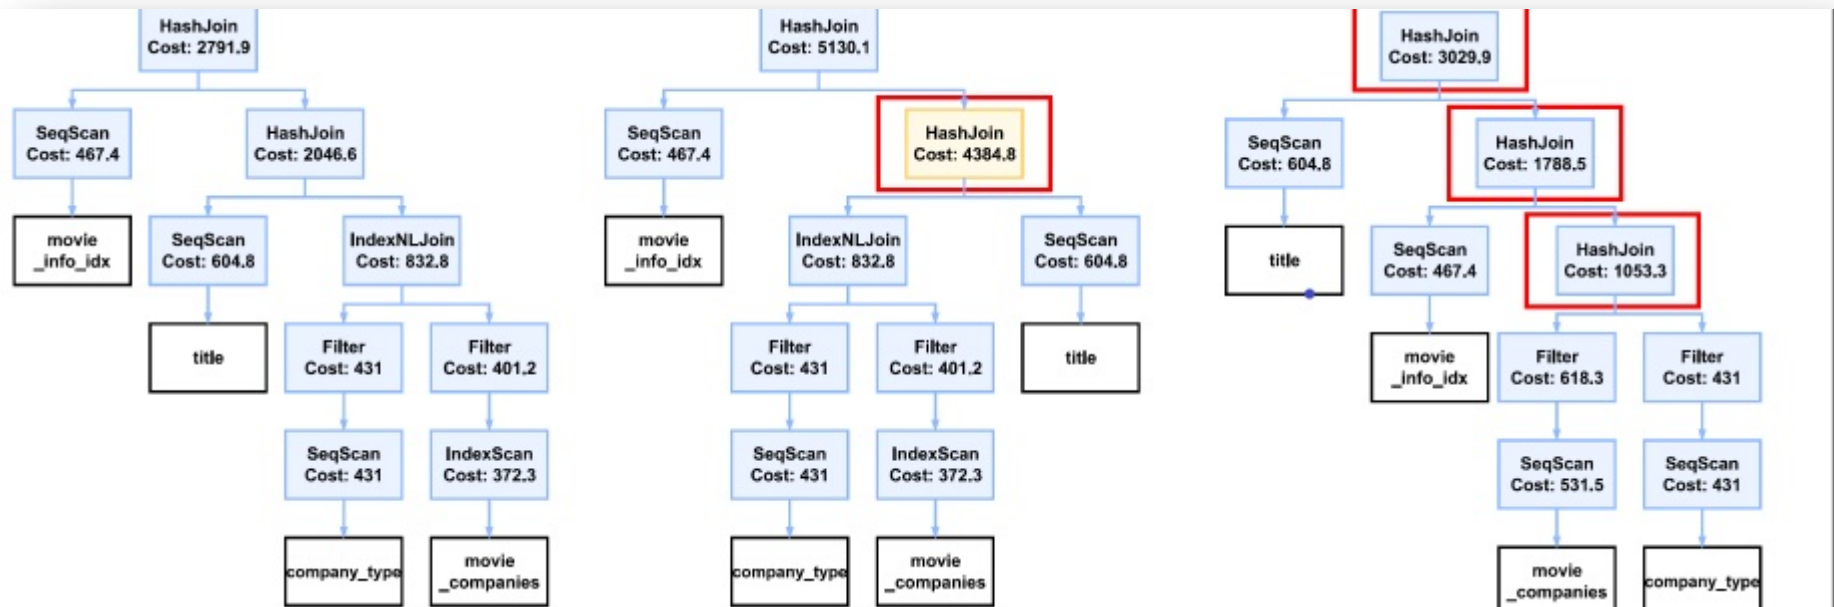 HashJoin
Cost: 2791.9
SeqScan
Cost: 467.4
HashJoin
Cost: 2046.6
movie
_info_idx
SeqScan
Cost: 604.8
IndexNLJoin
Cost: 832.8
title
Filter
Cost: 431
Filter
Cost: 401.2
SeqScan
Cost: 431
IndexScan
Cost: 372.3
company_type
movie
_companies
HashJoin
Cost: 5130.1
SeqScan
Cost: 467.4
HashJoin
Cost: 4384.8
movie
_info_idx
IndexNLJoin
Cost: 832.8
SeqScan
Cost: 604.8
Filter
Cost: 431
Filter
Cost: 401.2
title
SeqScan
Cost: 431
IndexScan
Cost: 372.3
company_type
movie
_companies
HashJoin
Cost: 3029.9
SeqScan
Cost: 604.8
HashJoin
Cost: 1788.5
title
SeqScan
Cost: 467.4
HashJoin
Cost: 1053.3
movie
_info_idx
Filter
Cost: 618.3
Filter
Cost: 431
SeqScan
Cost: 531.5
SeqScan
Cost: 431
movie
_companies
company_type